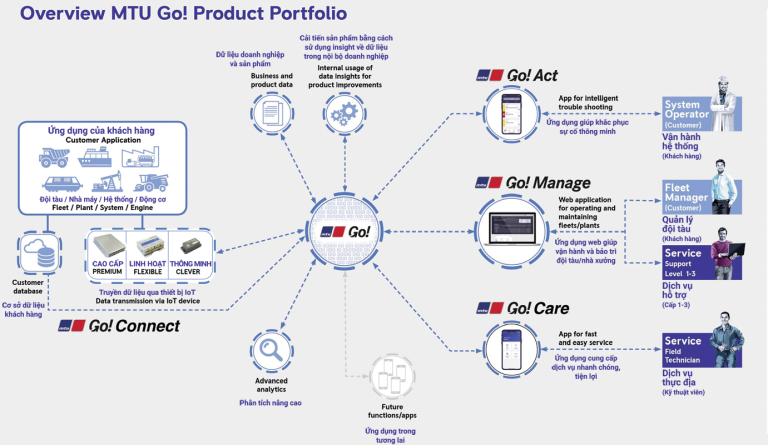 Overview MTU Go! Product Portfolio
Dữ liệu doanh nghiệp
và sản phẩm
Business and
product data
Cải tiến sản phẩm bằng cách
sử dụng insight về dữ liệu
trong nội bộ doanh nghiệp
Internal usage of
data insights for
product improvements
Ứng dụng của khách hàng
Customer Application
Đội tàu / Nhà máy / Hệ thống / Động cơ
Fleet / Plant / System / Engine
CAO CẤP
PREMIUM
LINH HOẠT
FLEXIBLE
THÔNG MINH
CLEVER
Customer
database
Cơ sở dữ liệu
khách hàng
Truyền dữ liệu qua thiết bị IoT
Data transmission via IoT device
mtu Go! Connect
mtu Go!
Advanced
analytics
Phân tích nâng cao
Future
functions/apps
Ứng dụng trong
tương lai
mtu Go! Act
App for intelligent
trouble shooting
Ứng dụng giúp khắc phục
sự cố thông minh
System
Operator
(Customer)
Vận hành
hệ thống
(Khách hàng)
mtu Go! Manage
Web application
for operating and
maintaining
fleets/plants
Ứng dụng web giúp
vận hành và bảo trì
đội tàu/nhà xưởng
Fleet
Manager
(Customer)
Quản lý
đội tàu
(Khách hàng)
Service
Support
Level 1-3
Dịch vụ
hỗ trợ
(Cấp 1-3)
mtu Go! Care
App for fast
and easy service
Ứng dụng cung cấp
dịch vụ nhanh chóng,
tiện lợi
Service
Field
Technician
Dịch vụ
thực địa
(Kỹ thuật viên)